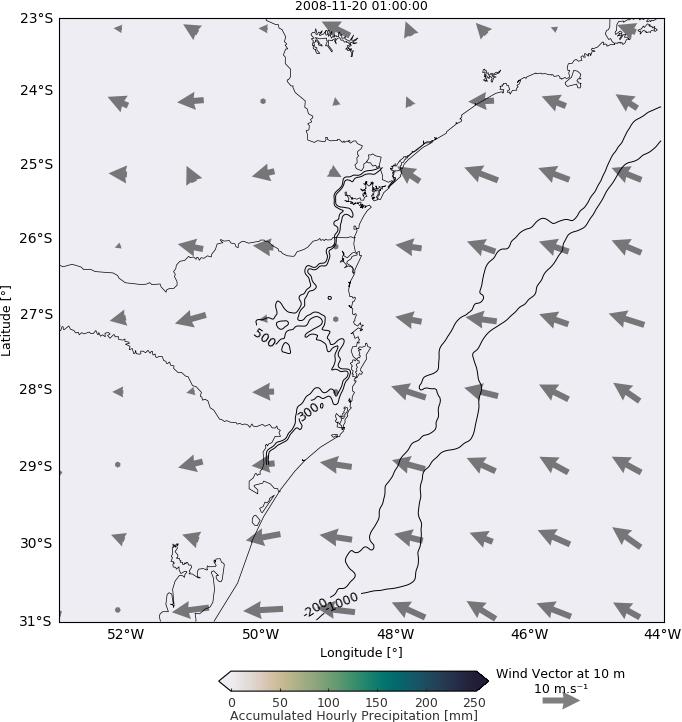 2008-11-20 01:00:00
23°S
24°S
25°S
26°S
27°S
28°S
29°S
30°S
31°S
Latitude [°]
500
300
-200
-1000
52°W
50°W
48°W
46°W
44°W
Longitude [°]
Wind Vector at 10 m
10 m.s⁻¹
0
50
100
150
200
250
Accumulated Hourly Precipitation [mm]